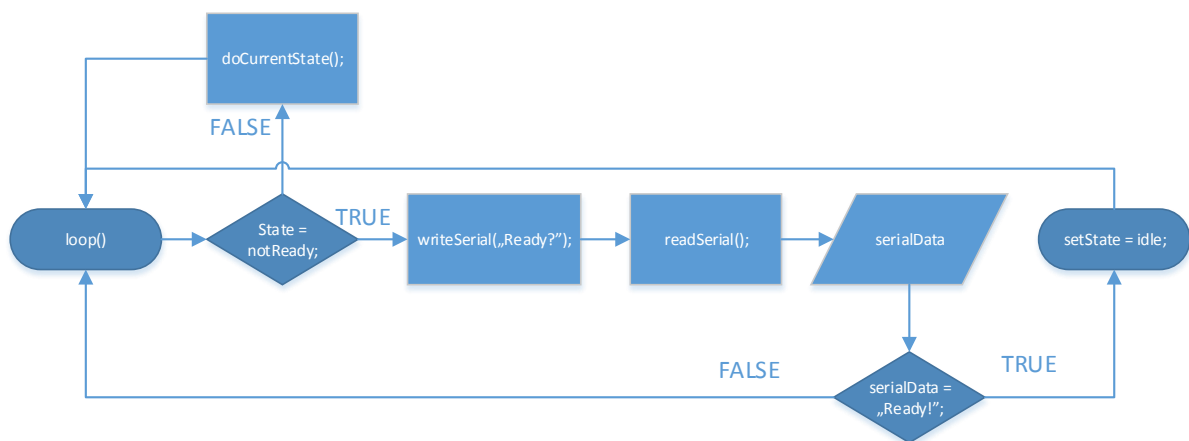 doCurrentState();
FALSE
TRUE
loop()
State =
notReady;
writeSerial(„Ready?”);
readSerial();
serialData
setState = idle;
FALSE
TRUE
serialData =
„Ready!”;